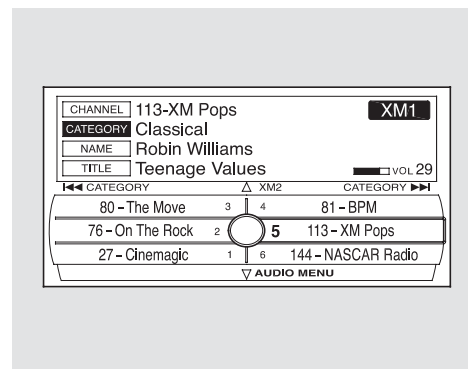 CHANNEL 113-XM Pops XM1
CATEGORY Classical
NAME Robin Williams
TITLE Teenage Values VOL 29
CATEGORY XM2 CATEGORY
80 – The Move 3 4 81 – BPM
76 – On The Rock 2 5 113 – XM Pops
27 – Cinemagic 1 6 144 – NASCAR Radio
AUDIO MENU